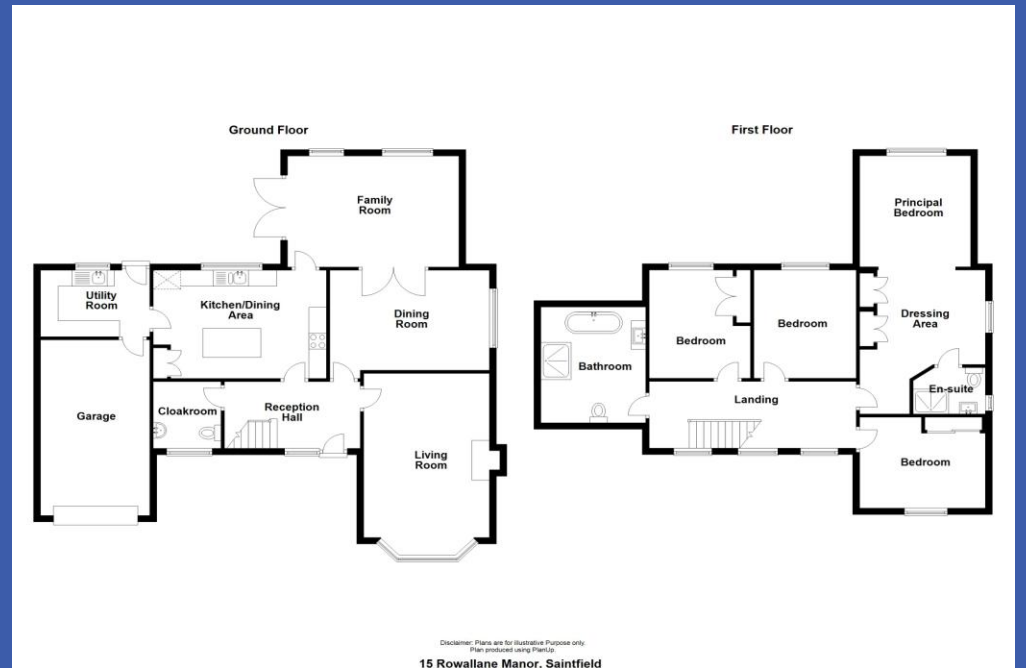 Ground Floor
First Floor
Family
Room
Principal
Bedroom
Utility
Room
Kitchen/Dining
Area
Dining
Room
Bedroom
Bedroom
Dressing
Area
Bathroom
En-suite
Landing
Garage
Cloakroom
Reception
Hall
Living
Room
Bedroom
Disclaimer: Plans are for illustrative Purpose only.
Plan produced using PlanUp.
15 Rowallane Manor, Saintfield